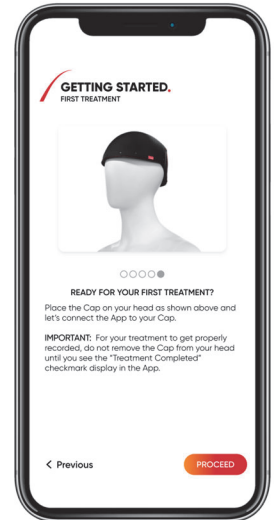 GETTING STARTED.
FIRST TREATMENT
READY FOR YOUR FIRST TREATMENT?
Place the Cap on your head as shown above and
let's connect the App to your Cap.
IMPORTANT: For your treatment to get properly
recorded, do not remove the Cap from your head
until you see the "Treatment Completed"
checkmark display in the App.
< Previous
PROCEED